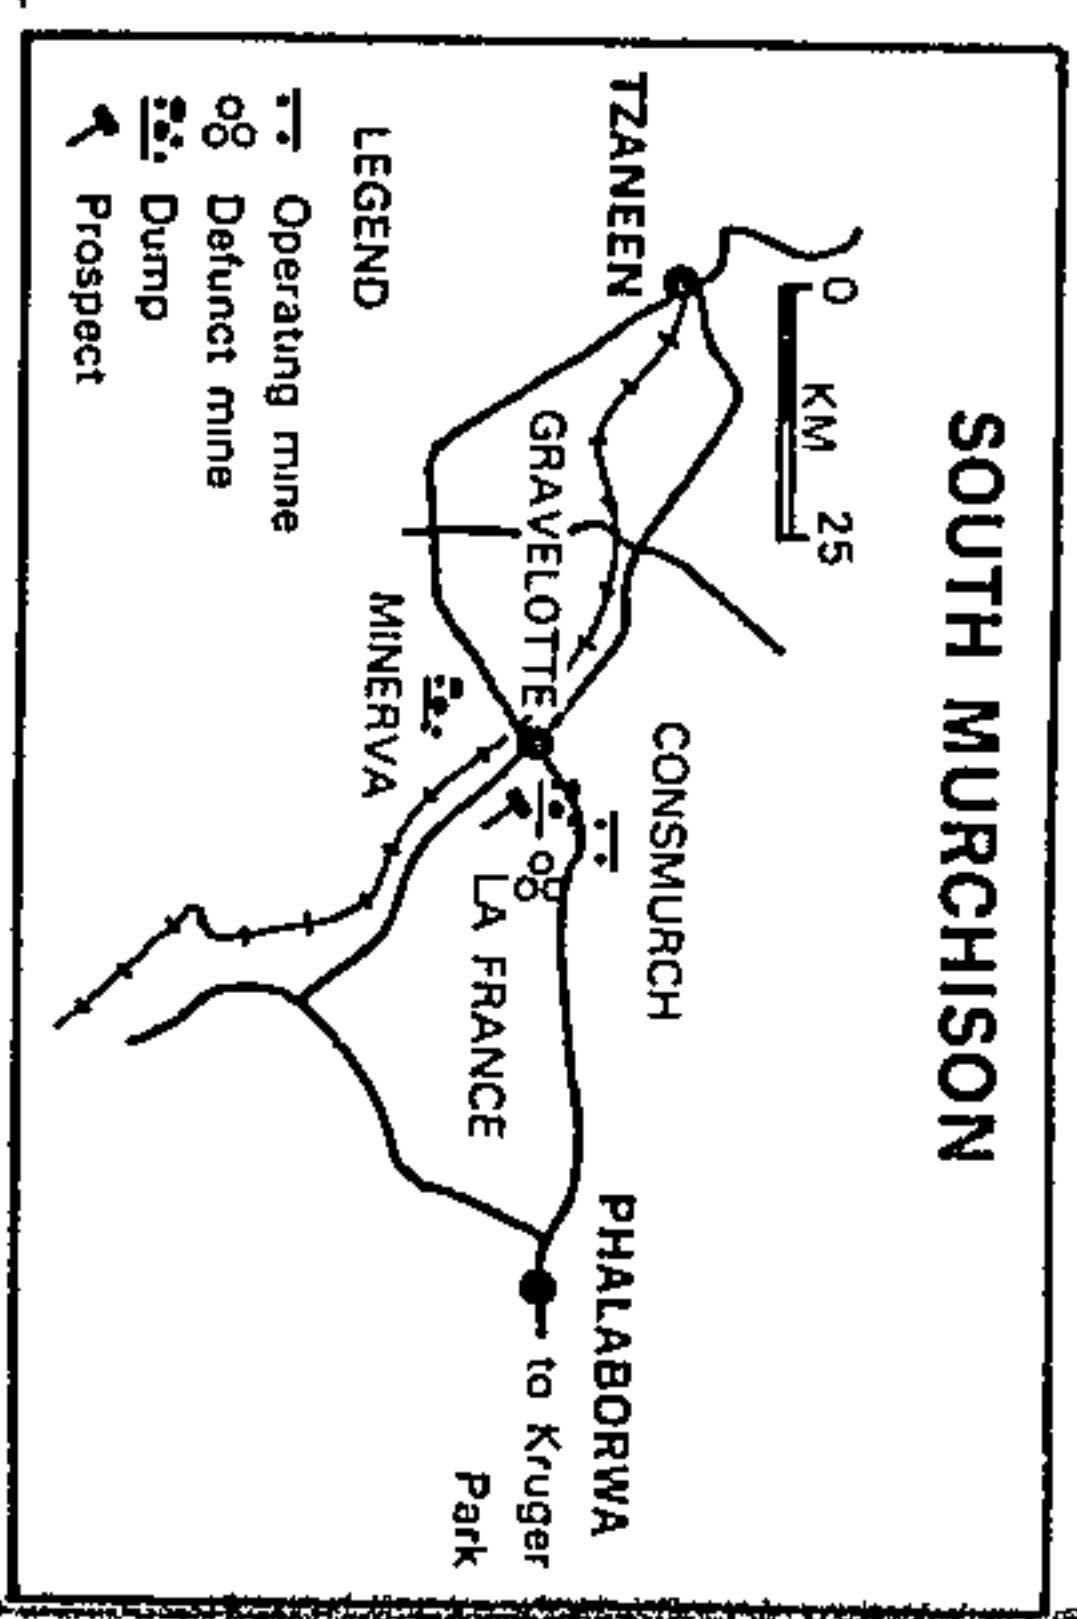 SOUTH MURCHISON
0 KM 25
TZANEEN
CONSMURCH
PHALABORWA
GRAVELOTTE
to Kruger
Park
LA FRANCE
MINERVA
LEGEND
Operating mine
Defunct mine
Dump
Prospect